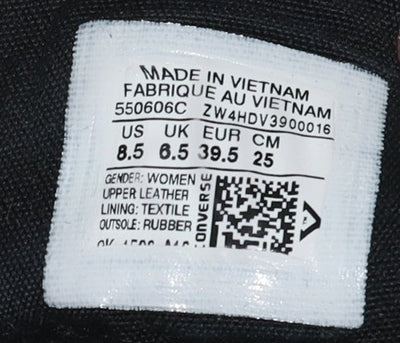 MADE IN VIETNAM
FABRIQUE AU VIETNAM
550606C ZW4HDV3900016
US UK EUR CM
8.5 6.5 39.5 25
GENDER: WOMEN
UPPER LEATHER
LINING: TEXTILE
OUTSOLE: RUBBER
CONVERSE